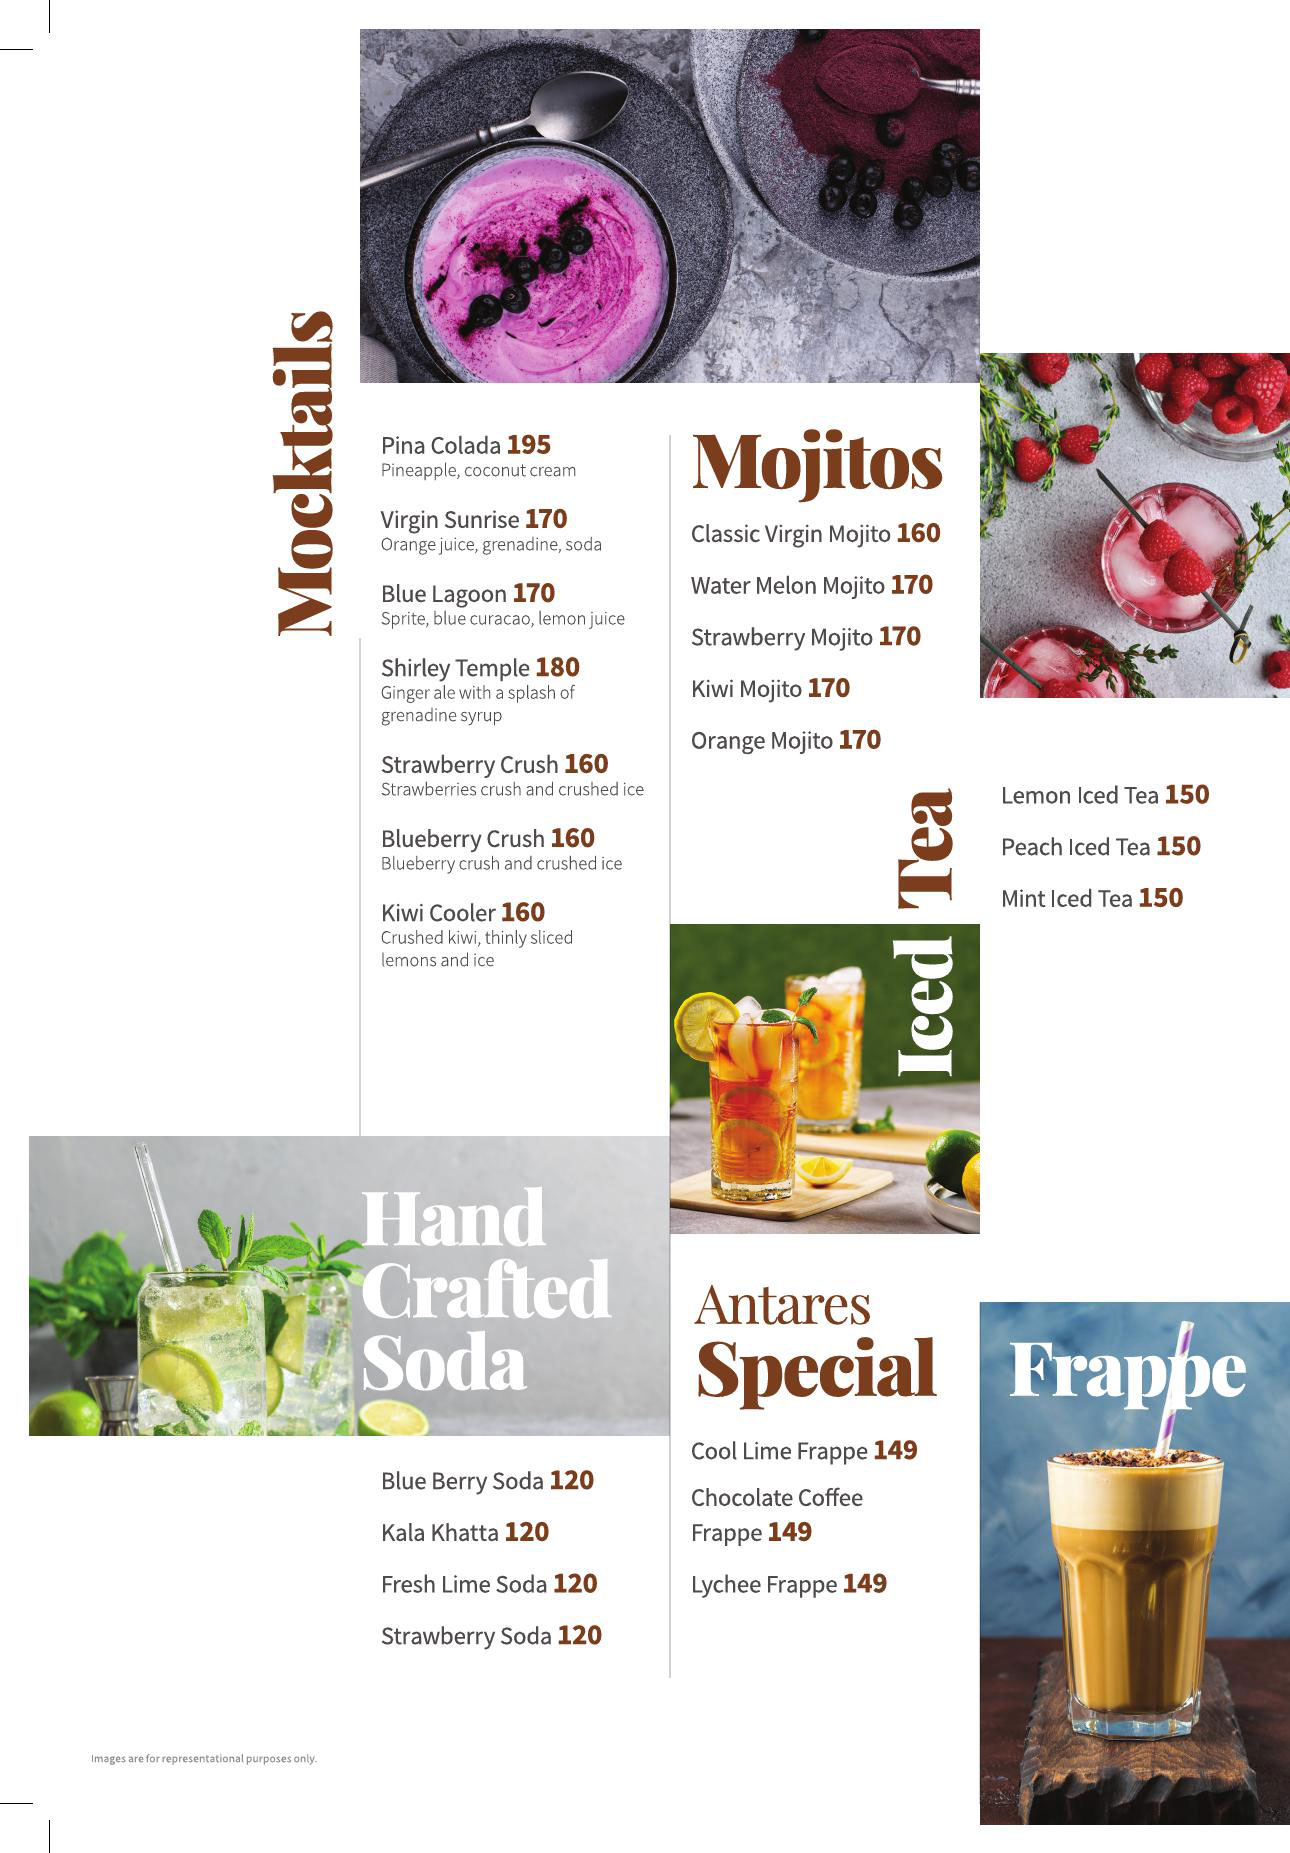 Mocktails
Pina Colada 195
Pineapple, coconut cream
Virgin Sunrise 170
Orange juice, grenadine, soda
Blue Lagoon 170
Sprite, blue curacao, lemon juice
Shirley Temple 180
Ginger ale with a splash of
grenadine syrup
Strawberry Crush 160
Strawberries crush and crushed ice
Blueberry Crush 160
Blueberry crush and crushed ice
Kiwi Cooler 160
Crushed kiwi, thinly sliced
lemons and ice
Mojitos
Classic Virgin Mojito 160
Water Melon Mojito 170
Strawberry Mojito 170
Kiwi Mojito 170
Orange Mojito 170
Iced Tea
Lemon Iced Tea 150
Peach Iced Tea 150
Mint Iced Tea 150
Hand
Crafted
Soda
Blue Berry Soda 120
Kala Khatta 120
Fresh Lime Soda 120
Strawberry Soda 120
Antares
Special
Frappe
Cool Lime Frappe 149
Chocolate Coffee
Frappe 149
Lychee Frappe 149
Images are for representational purposes only.